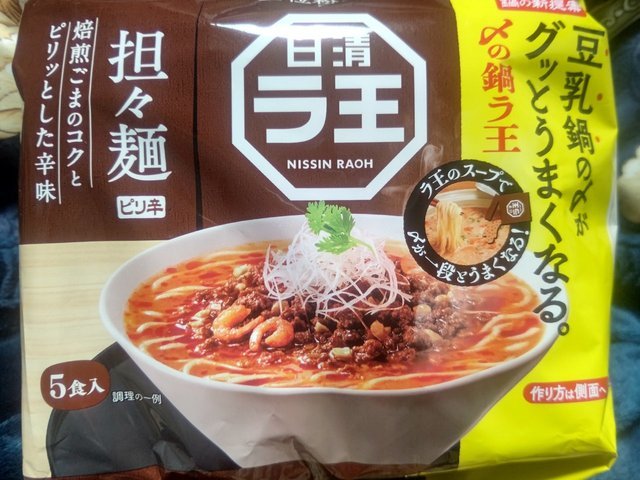 担々麺
ピリ辛
焙煎ごまのコクと
ピリッとした辛味
日清
ラ王
NISSIN RAOH
豆乳鍋の〆が
グッとうまくなる。
〆の鍋ラ王
ラ王のスープで
〆が一段とうまくなる!
5食入
調理の一例
作り方は側面へ